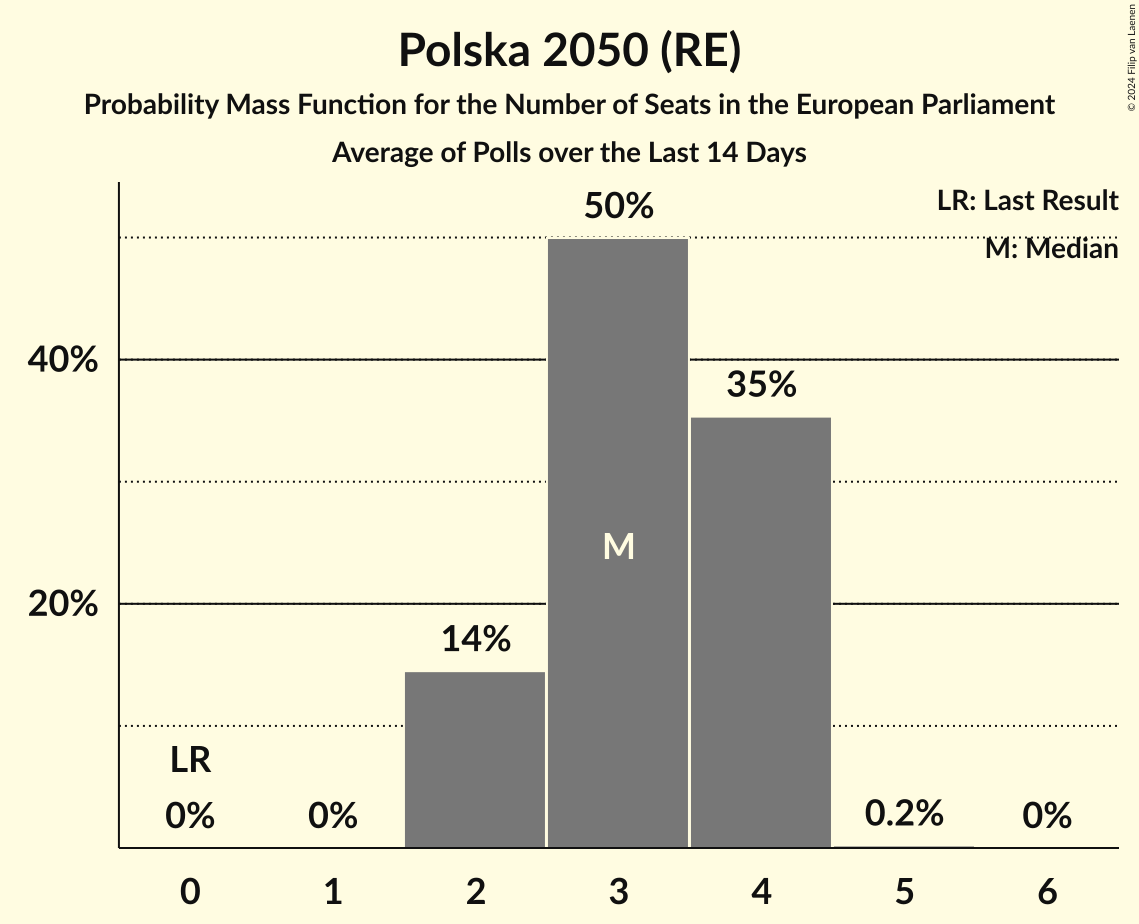 Polska 2050 (RE)
Probability Mass Function for the Number of Seats in the European Parliament
Average of Polls over the Last 14 Days
© 2024 Filip van Laenen
LR: Last Result
M: Median
50%
40%
35%
M
20%
14%
LR
0%
0%
0.2%
0%
0
1
2
3
4
5
6